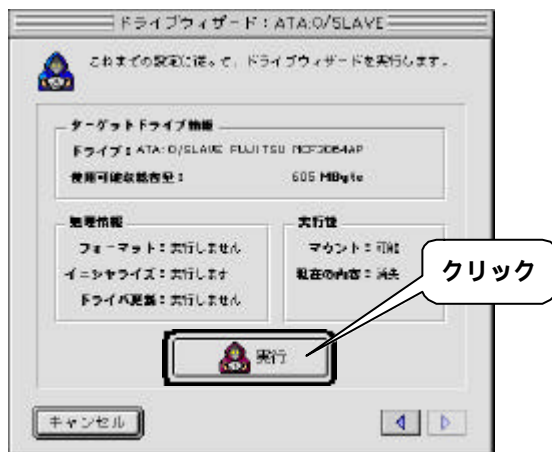 ドライブウィザード：ATA:0/SLAVE
これまでの設定に従って、ドライブウィザードを実行します。
ターゲットドライブ情報
ドライブ：ATA:0/SLAVE FUJITSU MCF3064AP
使用可能収録容量： 605 MByte
処理情報
フォーマット：実行しません
イニシャライズ：実行します
ドライバ更新：実行しません
実行後
マウント：可能
現在の内容：消失
クリック
実行
キャンセル